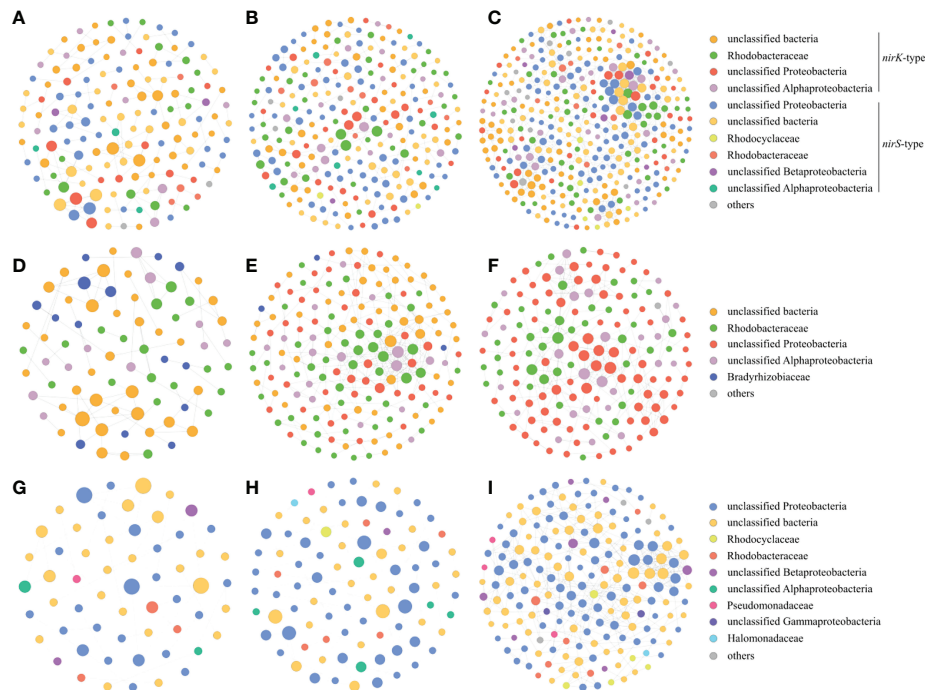 A
B
C
unclassified bacteria
Rhodobacteraceae
unclassified Proteobacteria
unclassified Alphaproteobacteria
nirK-type
unclassified Proteobacteria
unclassified bacteria
Rhodocyclaceae
Rhodobacteraceae
unclassified Betaproteobacteria
unclassified Alphaproteobacteria
nirS-type
others
D
E
F
unclassified bacteria
Rhodobacteraceae
unclassified Proteobacteria
unclassified Alphaproteobacteria
Bradyrhizobiaceae
others
G
H
I
unclassified Proteobacteria
unclassified bacteria
Rhodocyclaceae
Rhodobacteraceae
unclassified Betaproteobacteria
unclassified Alphaproteobacteria
Pseudomonadaceae
unclassified Gammaproteobacteria
Halomonadaceae
others